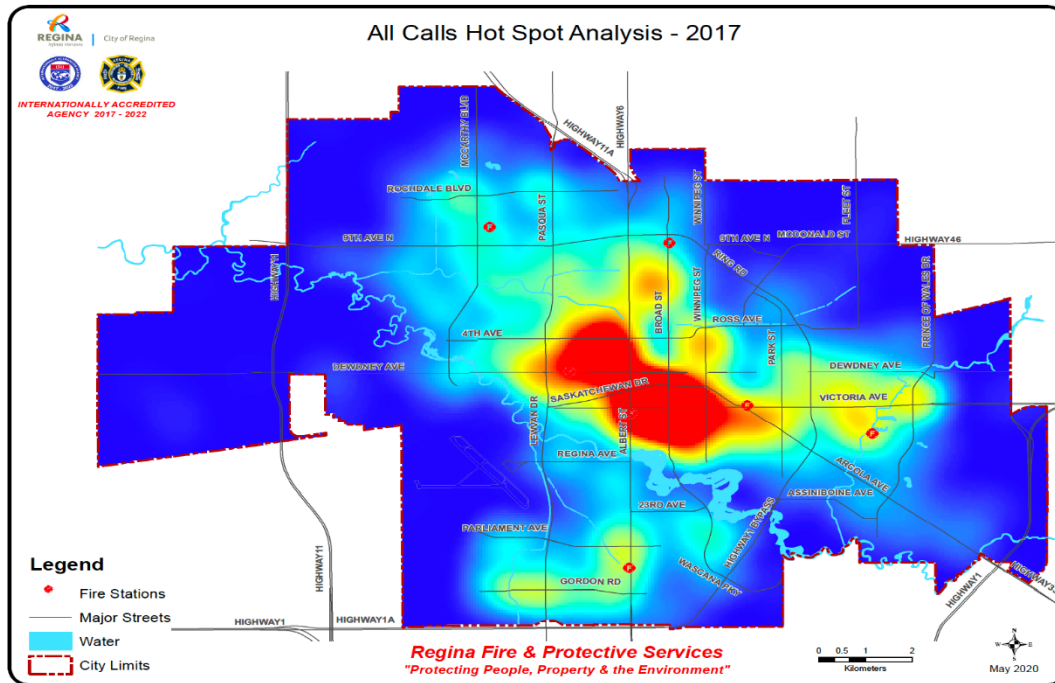 REGINA
Infinite Horizons
City of Regina
INTERNATIONALLY ACCREDITED
AGENCY 2017 - 2022
All Calls Hot Spot Analysis - 2017
MCCARTHY BLVD
HIGHWAY11A
HIGHWAY6
ROCHDALE BLVD
PASQUA ST
WINNIPEG ST
FLEET ST
9TH AVE N
9TH AVE N
MCDONALD ST
HIGHWAY46
RING RD
HIGHWAY11
BROAD ST
WINNIPEG ST
ROSS AVE
PRINCE OF WALES DR
4TH AVE
PARK ST
DEWDNEY AVE
DEWDNEY AVE
SASKATCHEWAN DR
VICTORIA AVE
LEWVAN DR
ALBERT ST
REGINA AVE
ARCOLA AVE
ASSINIBOINE AVE
23RD AVE
HIGHWAY1 BYPASS
PARLIAMENT AVE
WASCANA PKY
GORDON RD
HIGHWAY11
HIGHWAY1
HIGHWAY1A
HIGHWAY1
HIGHWAY33
Legend
F
Fire Stations
Major Streets
Water
City Limits
Regina Fire & Protective Services
"Protecting People, Property & the Environment"
0 0.5 1 2
Kilometers
N
W E
S
May 2020